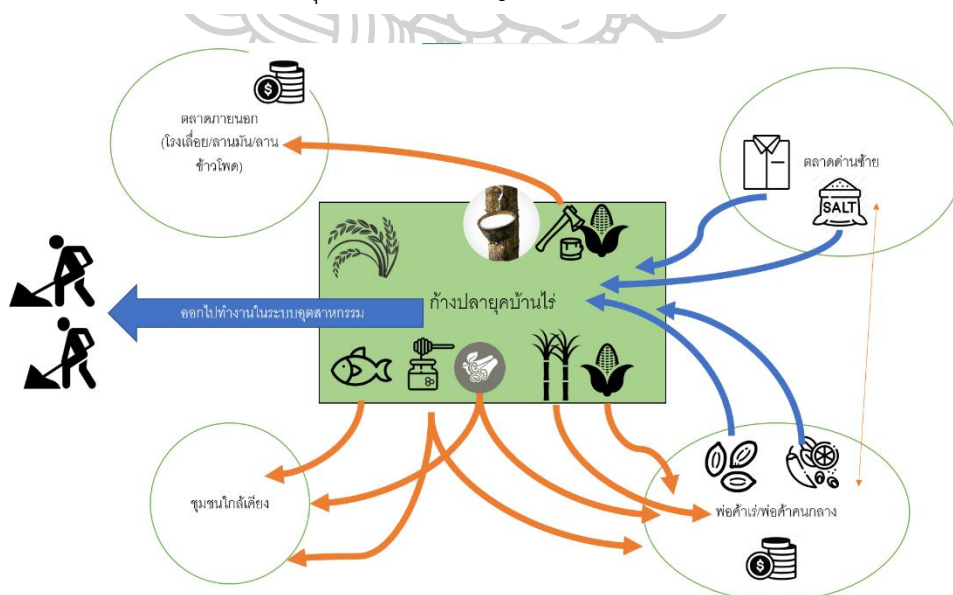 ตลาดภายนอก
(โรงเลื่อย/ลานมัน/ลาน
ข้าวโพด)
ตลาดด่านซ้าย
SALT
ก้างปลายุคบ้านไร่
ออกไปทำงานในระบบอุตสาหกรรม
ชุมชนใกล้เคียง
พ่อค้าเร่/พ่อค้าคนกลาง